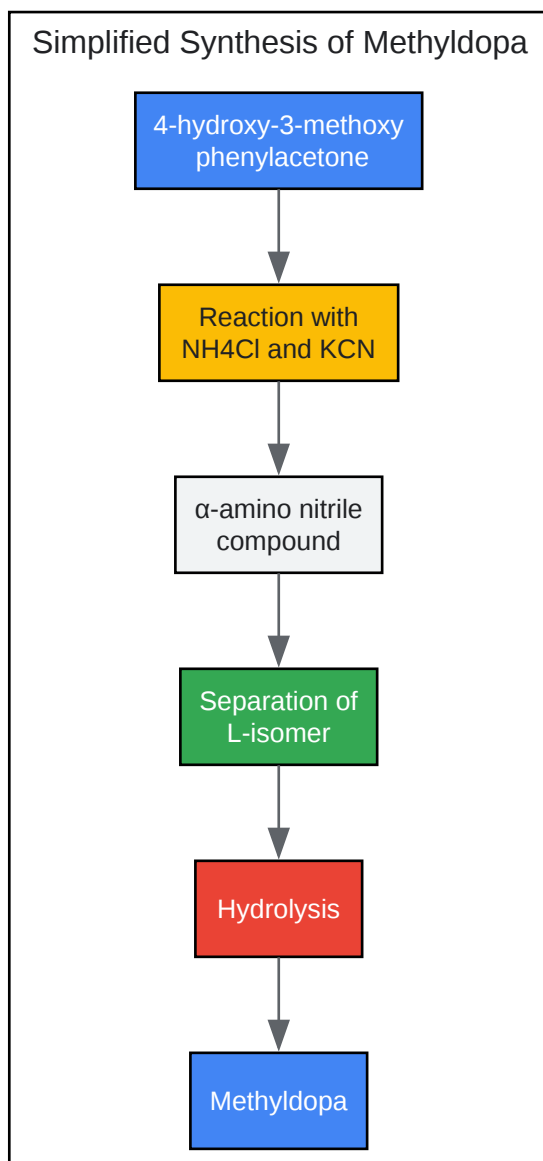 Simplified Synthesis of Methyldopa
4-hydroxy-3-methoxy
phenylacetone
Reaction with
NH4Cl and KCN
α-amino nitrile
compound
Separation of
L-isomer
Hydrolysis
Methyldopa